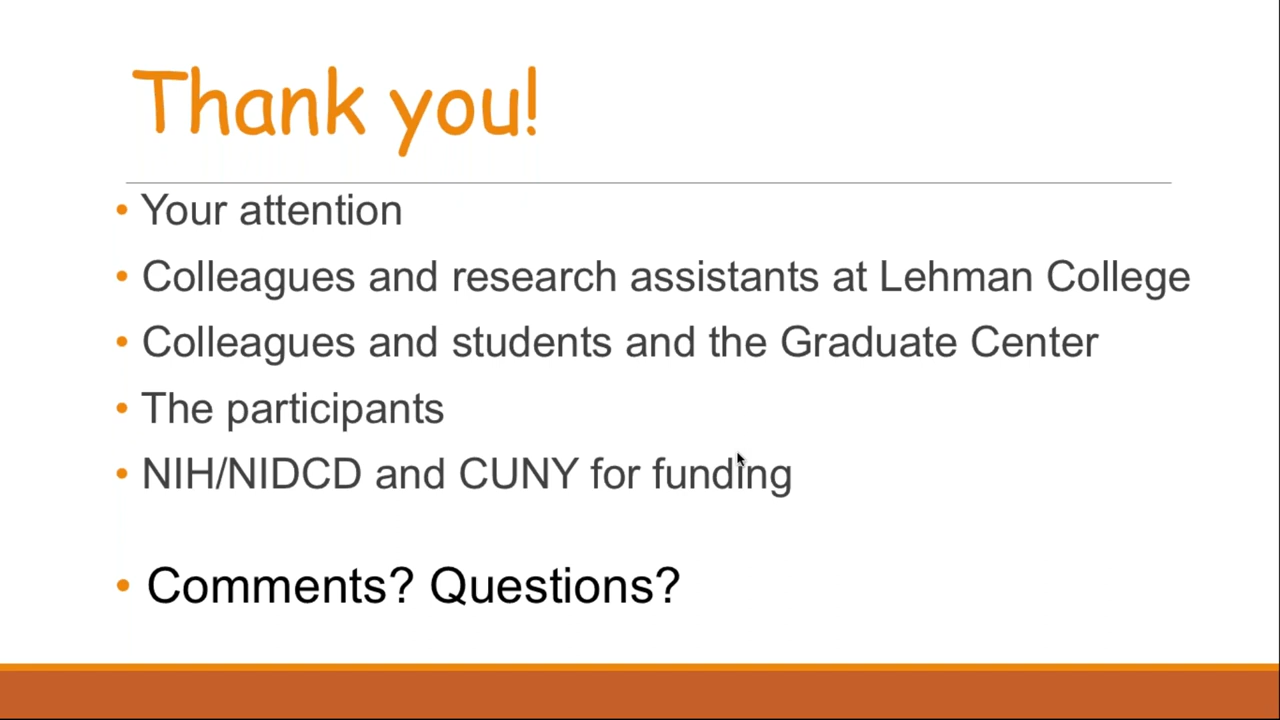 Thank you!
• Your attention
• Colleagues and research assistants at Lehman College
• Colleagues and students and the Graduate Center
• The participants
• NIH/NIDCD and CUNY for funding
• Comments? Questions?